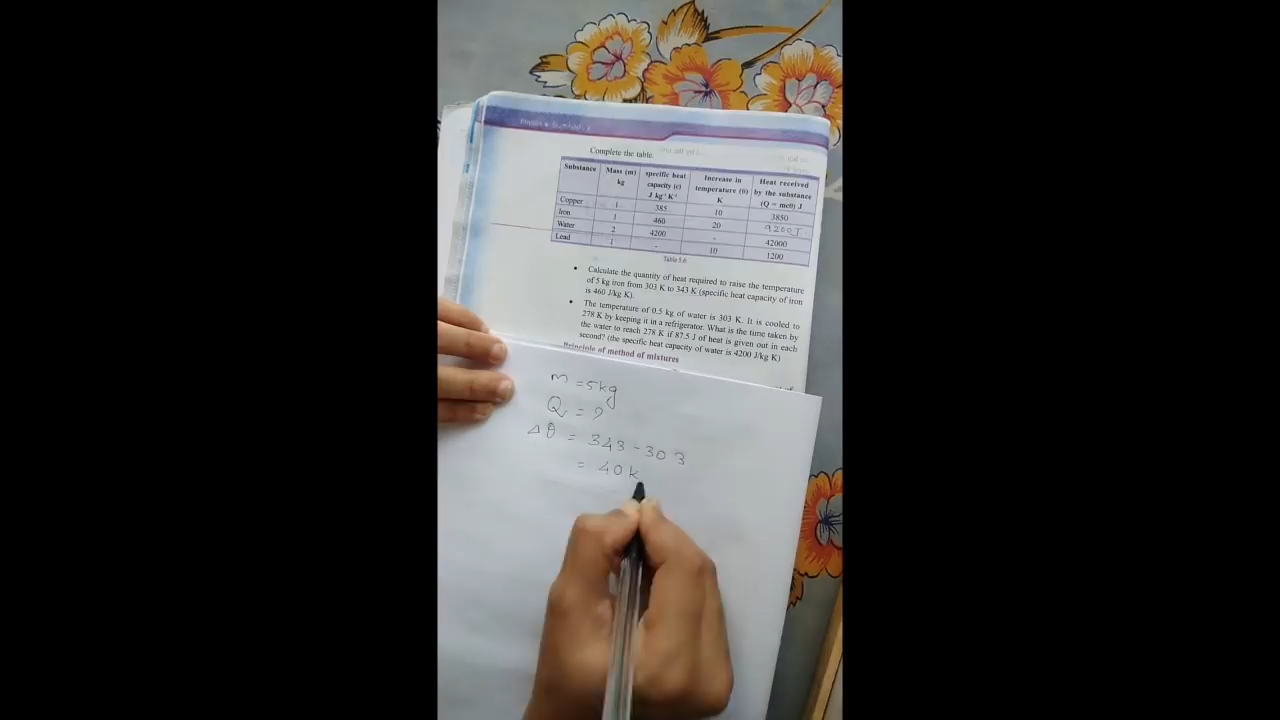 Complete the table.
Substance Mass (m) kg specific heat capacity (c) J kg⁻¹ K⁻¹ Increase in temperature (θ) K Heat received by the substance (Q = mcθ) J
Copper 1 385 10 3850
Iron 1 460 20 9200J
Water 2 4200 - 42000
Lead 1 - 10 1200
Table 5.6
• Calculate the quantity of heat required to raise the temperature
of 5 kg iron from 303 K to 343 K (specific heat capacity of iron
is 460 J/kg K).
• The temperature of 0.5 kg of water is 303 K. It is cooled to
278 K by keeping it in a refrigerator. What is the time taken by
the water to reach 278 K if 87.5 J of heat is given out in each
second? (the specific heat capacity of water is 4200 J/kg K)
Principle of method of mixtures
m = 5kg
Q = ?
Δθ = 343 - 303
= 40 k